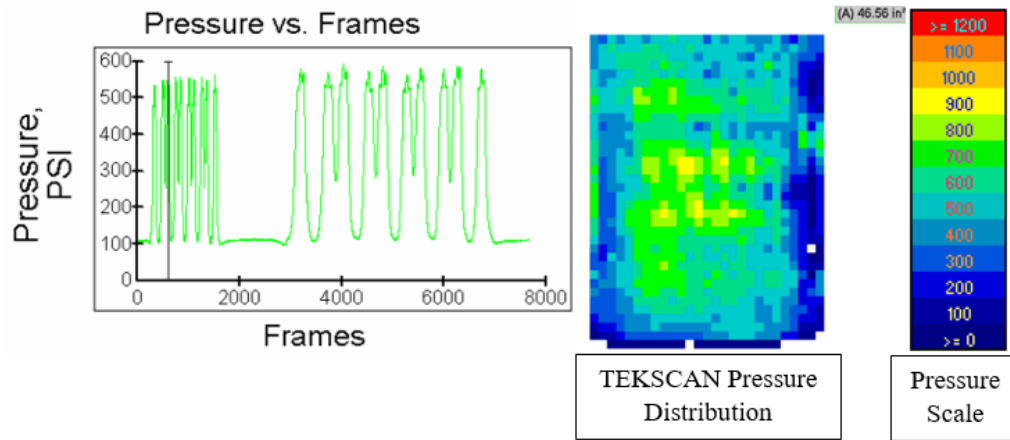 Pressure vs. Frames
Pressure,
PSI
600
500
400
300
200
100
0
0
2000
4000
6000
8000
Frames
(A) 46.56 in²
>= 1200
1100
1000
900
800
700
600
500
400
300
200
100
>= 0
TEKSCAN Pressure
Distribution
Pressure
Scale